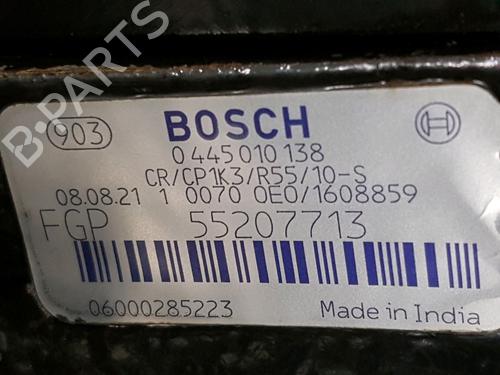 B-PARTS
903
BOSCH
0 445 010 138
CR/CP1K3/R55/10-S
08.08.21 1 0070 0E0/1608859
FGP 55207713
06000285223 Made in India